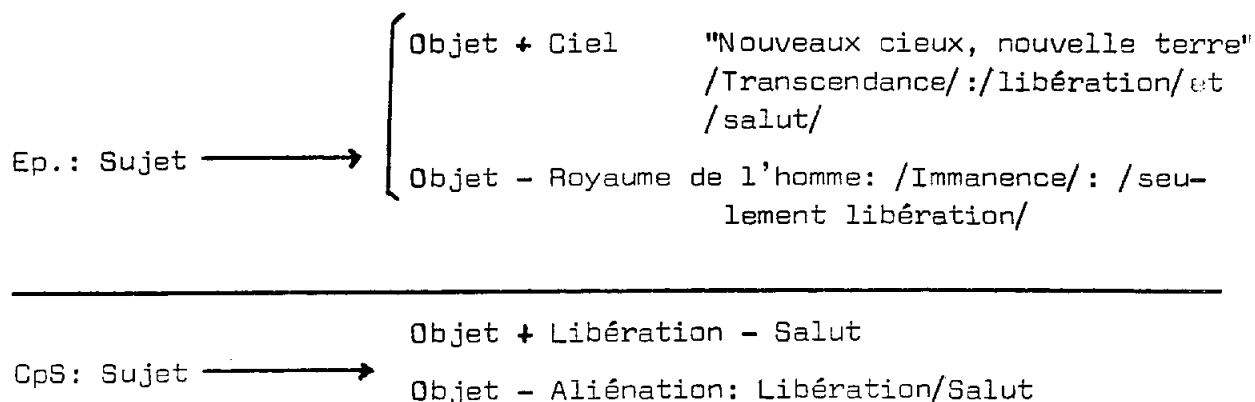 Objet + Ciel "Nouveaux cieux, nouvelle terre"
/Transcendance/ :/libération/ et
/salut/
Ep.: Sujet
Objet - Royaume de l'homme: /Immanence/ : /seu-
lement libération/
Objet + Libération - Salut
CpS: Sujet
Objet - Aliénation: Libération/Salut